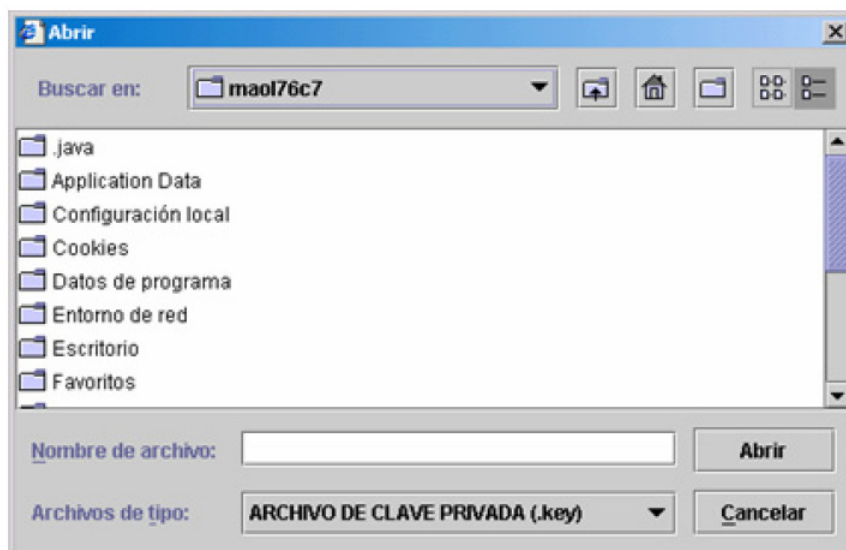 Abrir
Buscar en: maol76c7
.java
Application Data
Configuración local
Cookies
Datos de programa
Entorno de red
Escritorio
Favoritos
Nombre de archivo: Abrir
Archivos de tipo: ARCHIVO DE CLAVE PRIVADA (.key) Cancelar